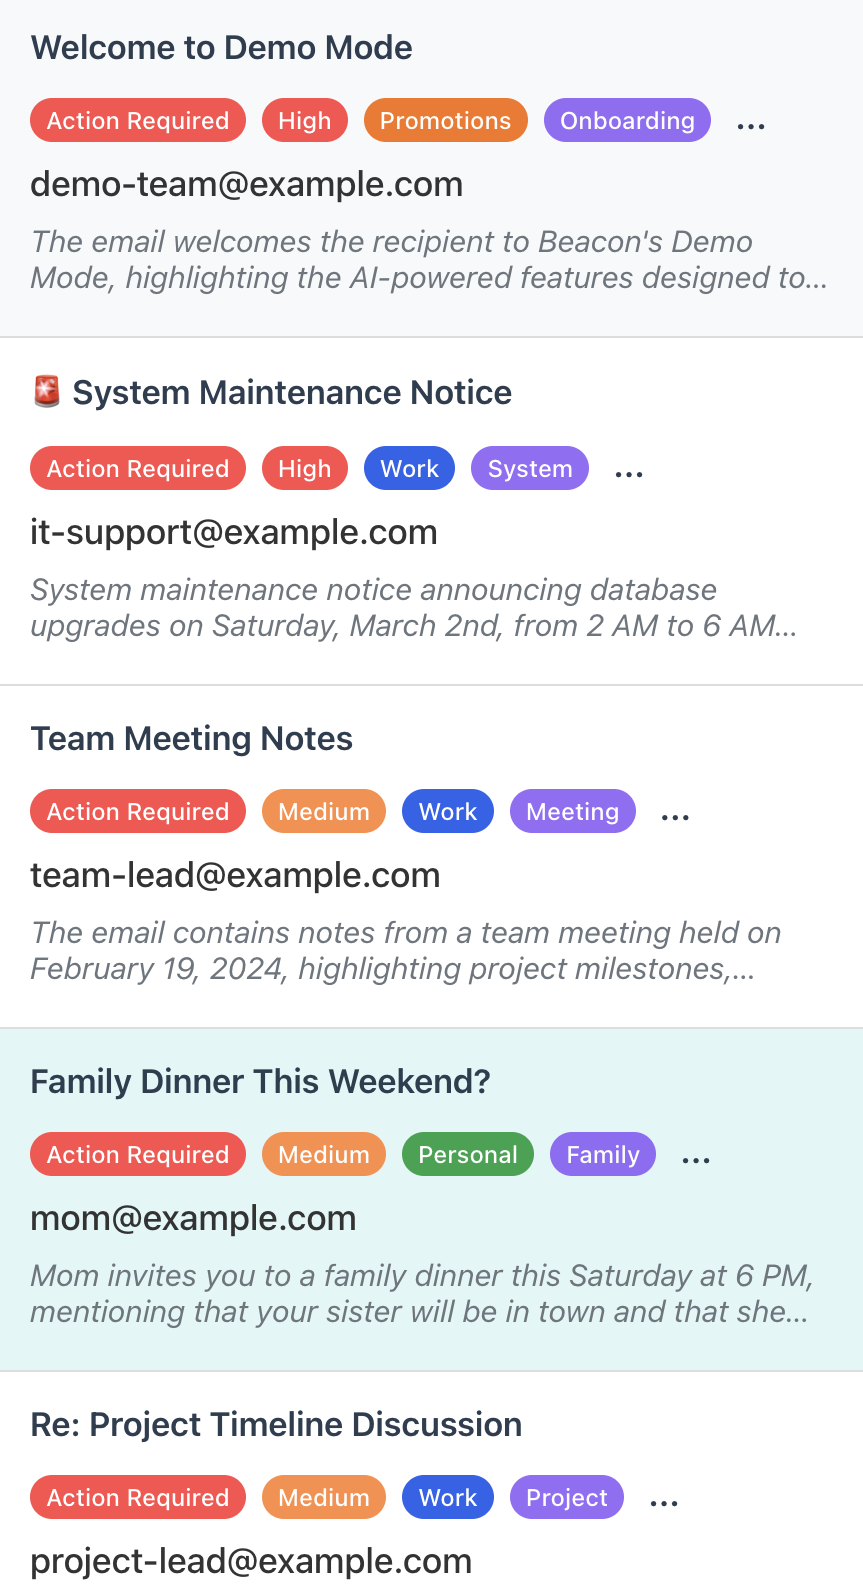 Welcome to Demo Mode
Action Required High Promotions Onboarding ...
demo-team@example.com
The email welcomes the recipient to Beacon's Demo
Mode, highlighting the AI-powered features designed to...
🚨 System Maintenance Notice
Action Required High Work System ...
it-support@example.com
System maintenance notice announcing database
upgrades on Saturday, March 2nd, from 2 AM to 6 AM...
Team Meeting Notes
Action Required Medium Work Meeting ...
team-lead@example.com
The email contains notes from a team meeting held on
February 19, 2024, highlighting project milestones,...
Family Dinner This Weekend?
Action Required Medium Personal Family ...
mom@example.com
Mom invites you to a family dinner this Saturday at 6 PM,
mentioning that your sister will be in town and that she...
Re: Project Timeline Discussion
Action Required Medium Work Project ...
project-lead@example.com